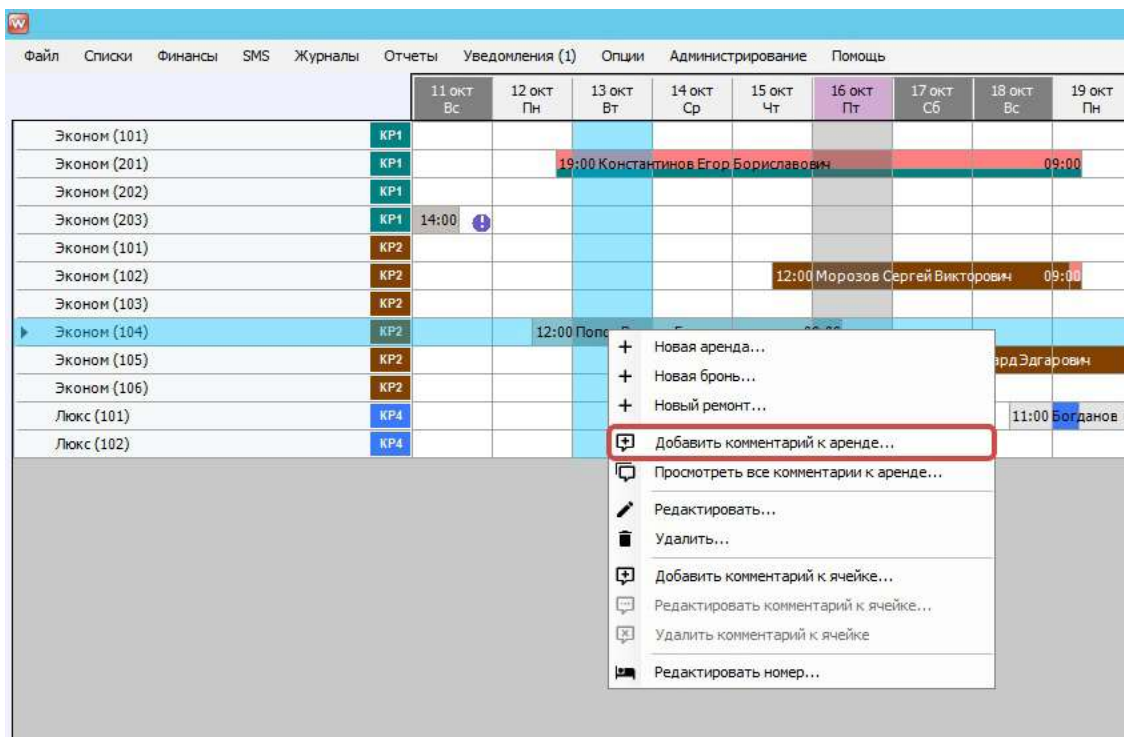 Файл Списки Финансы SMS Журналы Отчеты Уведомления (1) Опции Администрирование Помощь
11 окт 12 окт 13 окт 14 окт 15 окт 16 окт 17 окт 18 окт 19 окт
Вс Пн Вт Ср Чт Пт Сб Вс Пн
Эконом (101) КР1
Эконом (201) КР1 19:00 Константинов Егор Бориславович 09:00
Эконом (202) КР1
Эконом (203) КР1 14:00
Эконом (101) КР2
Эконом (102) КР2 12:00 Морозов Сергей Викторович 09:00
Эконом (103) КР2
Эконом (104) КР2 12:00
Новая аренда...
Эконом (105) КР2 Эдгарович
Новая бронь...
Эконом (106) КР2
Новый ремонт...
Люкс (101) КР4 11:00 Богданов
Люкс (102) КР4
Добавить комментарий к аренде...
Просмотреть все комментарии к аренде...
Редактировать...
Удалить...
Добавить комментарий к ячейке...
Редактировать комментарий к ячейке...
Удалить комментарий к ячейке
Редактировать номер...